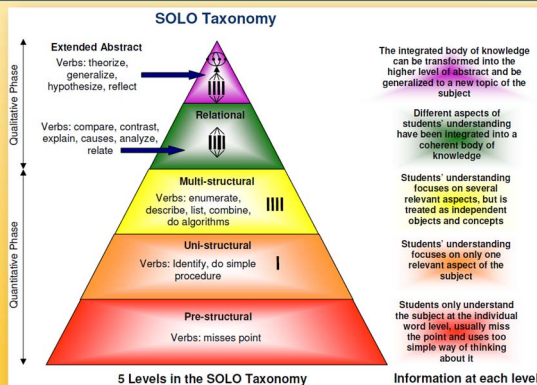 SOLO Taxonomy
Qualitative Phase
Quantitative Phase
Extended Abstract
Verbs: theorize,
generalize,
hypothesize, reflect
Verbs: compare, contrast,
explain, causes, analyze,
relate
Relational
Multi-structural
Verbs: enumerate,
describe, list, combine,
do algorithms
Uni-structural
Verbs: Identify, do simple
procedure
Pre-structural
Verbs: misses point
5 Levels in the SOLO Taxonomy
The integrated body of knowledge
can be transformed into the
higher level of abstract and be
generalized to a new topic of the
subject
Different aspects of
students' understanding
have been integrated into a
coherent body of
knowledge
Students' understanding
focuses on several
relevant aspects, but is
treated as independent
objects and concepts
Students' understanding
focuses on only one
relevant aspect of the
subject
Students only understand
the subject at the individual
word level, usually miss
the point and uses too
simple way of thinking
about it
Information at each level